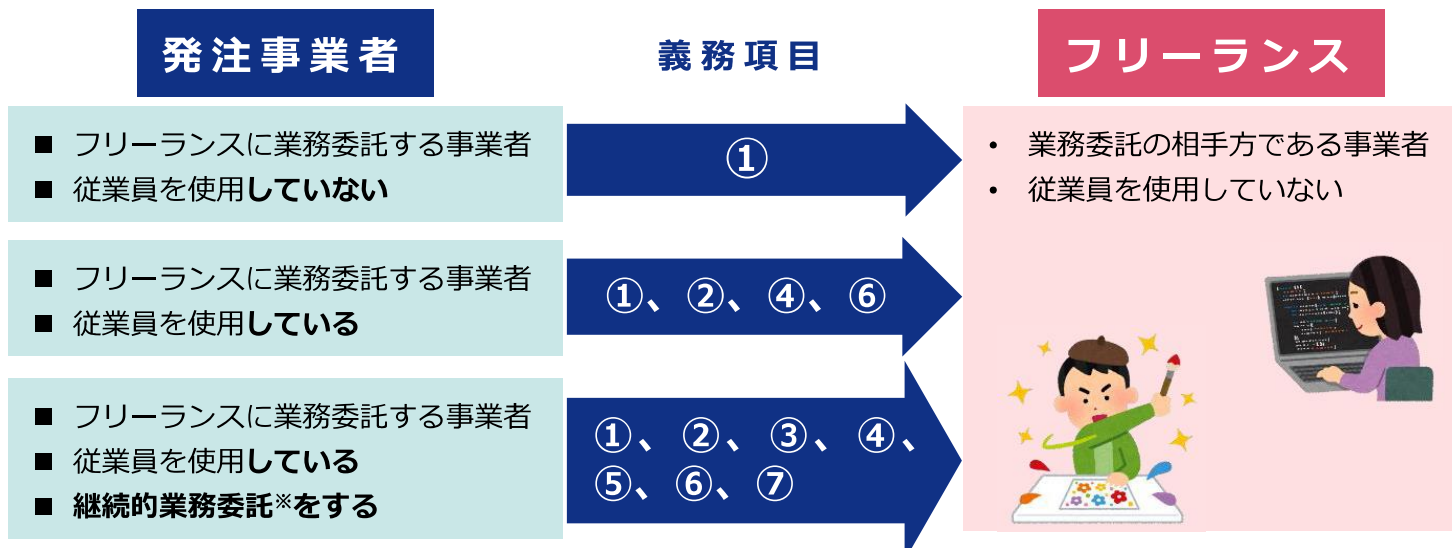 発注事業者
義務項目
フリーランス
■ フリーランスに業務委託する事業者
■ 従業員を使用していない
①
• 業務委託の相手方である事業者
• 従業員を使用していない
■ フリーランスに業務委託する事業者
■ 従業員を使用している
①、②、④、⑥
■ フリーランスに業務委託する事業者
■ 従業員を使用している
■ 継続的業務委託※をする
①、②、③、④、
⑤、⑥、⑦